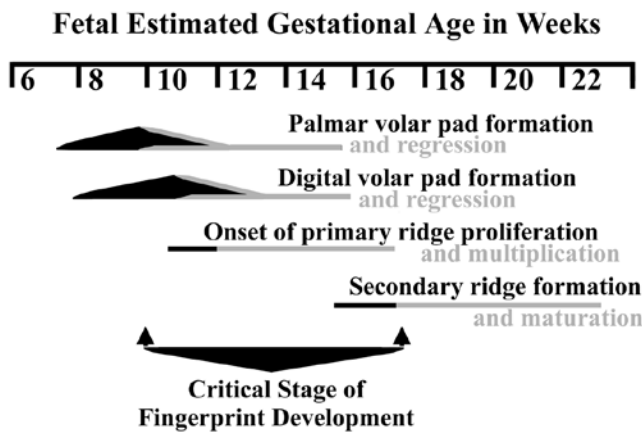 Fetal Estimated Gestational Age in Weeks
6 8 10 12 14 16 18 20 22
Palmar volar pad formation
and regression
Digital volar pad formation
and regression
Onset of primary ridge proliferation
and multiplication
Secondary ridge formation
and maturation
Critical Stage of
Fingerprint Development